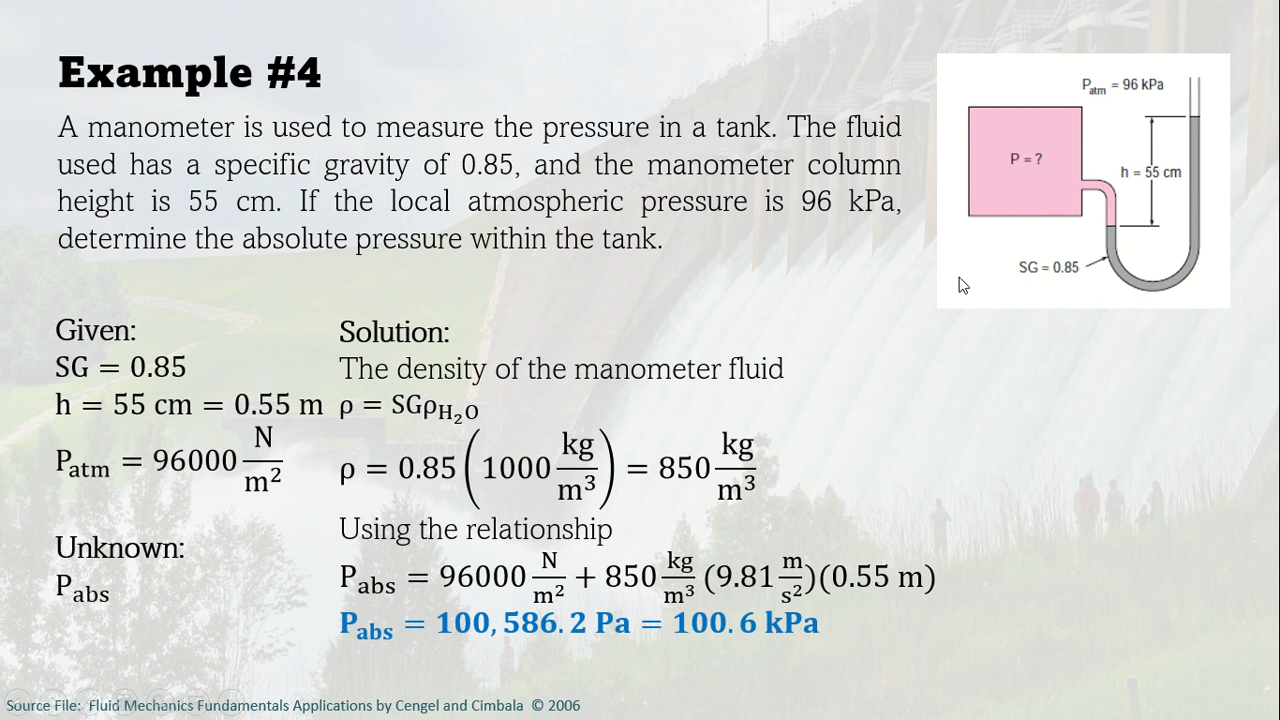 Example #4
A manometer is used to measure the pressure in a tank. The fluid
used has a specific gravity of 0.85, and the manometer column
height is 55 cm. If the local atmospheric pressure is 96 kPa,
determine the absolute pressure within the tank.
P_atm = 96 kPa
P = ?
h = 55 cm
SG = 0.85
Given:
SG = 0.85
h = 55 cm = 0.55 m
P_atm = 96000 N/m²
Unknown:
P_abs
Solution:
The density of the manometer fluid
ρ = SGρ_H₂O
ρ = 0.85 (1000 kg/m³) = 850 kg/m³
Using the relationship
P_abs = 96000 N/m² + 850 kg/m³ (9.81 m/s²)(0.55 m)
P_abs = 100,586.2 Pa = 100.6 kPa
Source File: Fluid Mechanics Fundamentals Applications by Cengel and Cimbala © 2006